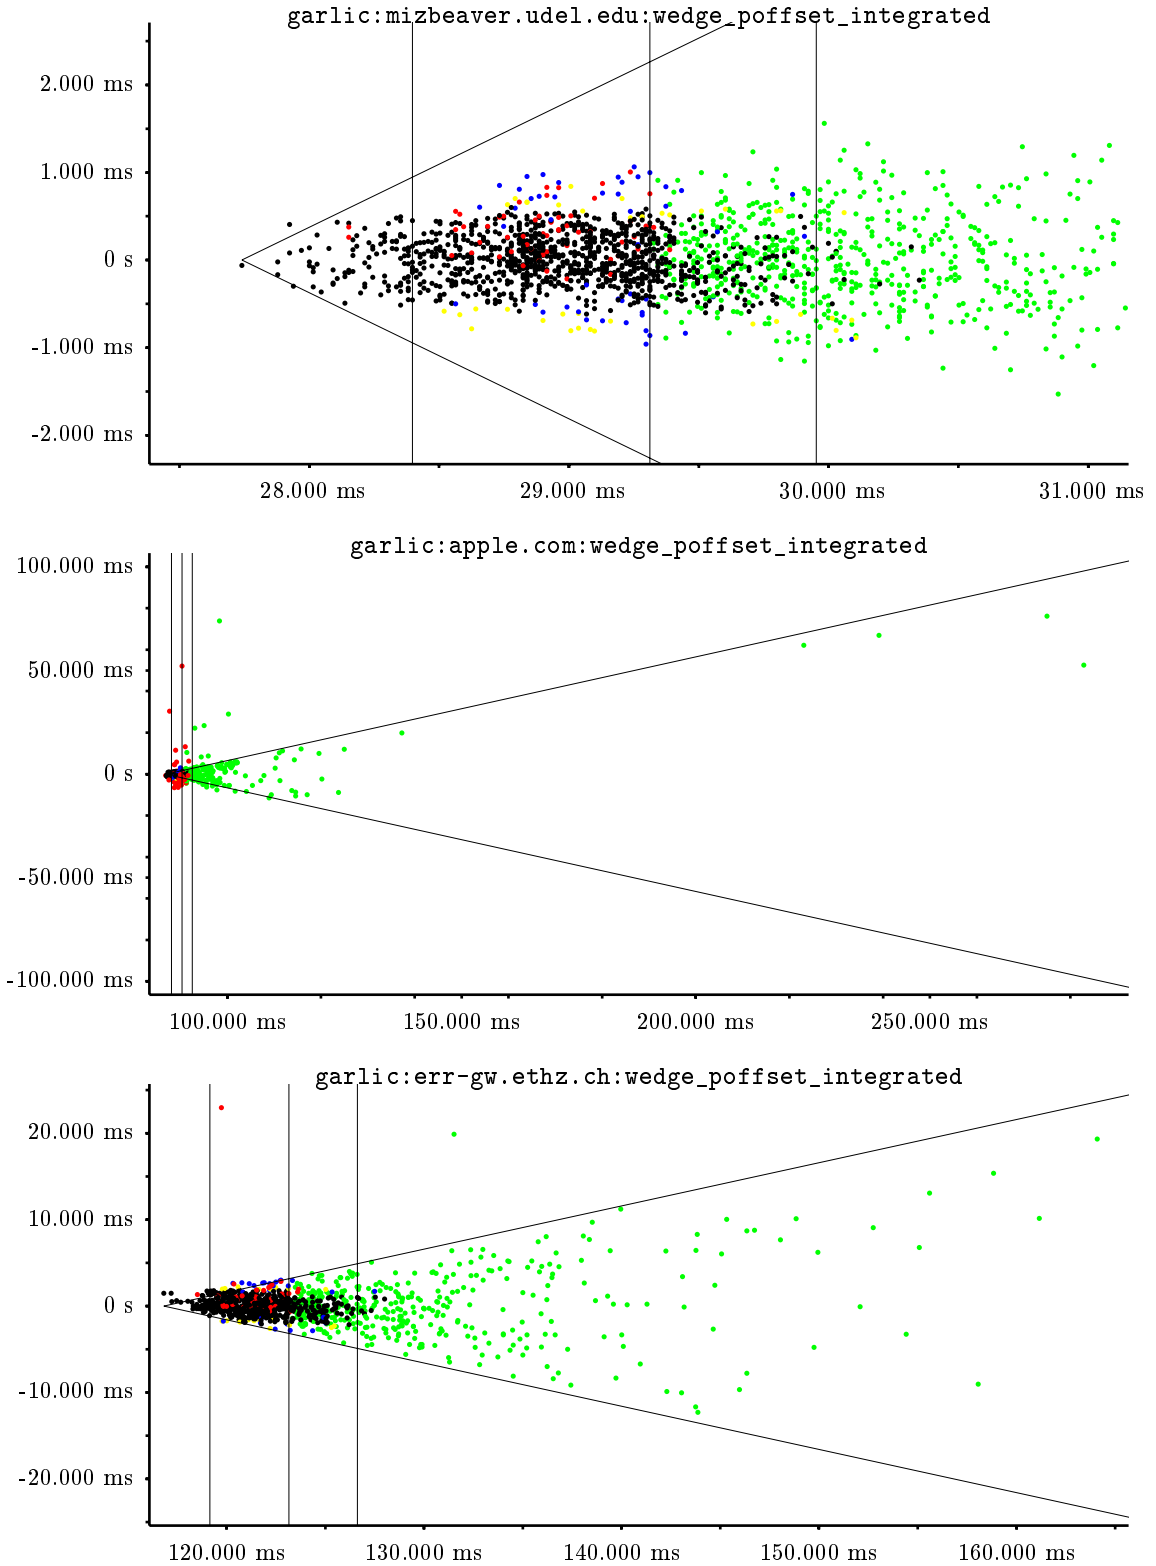 garlic:mizbeaver.udel.edu:wedge_poffset_integrated
2.000 ms
1.000 ms
0 s
-1.000 ms
-2.000 ms
28.000 ms 29.000 ms 30.000 ms 31.000 ms
garlic:apple.com:wedge_poffset_integrated
100.000 ms
50.000 ms
0 s
-50.000 ms
-100.000 ms
100.000 ms 150.000 ms 200.000 ms 250.000 ms
garlic:err-gw.ethz.ch:wedge_poffset_integrated
20.000 ms
10.000 ms
0 s
-10.000 ms
-20.000 ms
120.000 ms 130.000 ms 140.000 ms 150.000 ms 160.000 ms